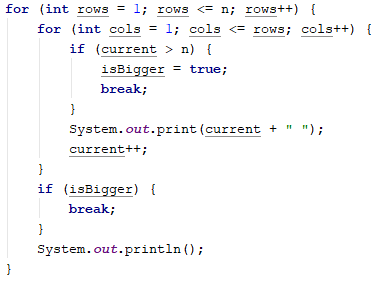 for (int rows = 1; rows <= n; rows++) {
    for (int cols = 1; cols <= rows; cols++) {
        if (current > n) {
            isBigger = true;
            break;
        }
        System.out.print(current + " ");
        current++;
    }
    if (isBigger) {
        break;
    }
    System.out.println();
}